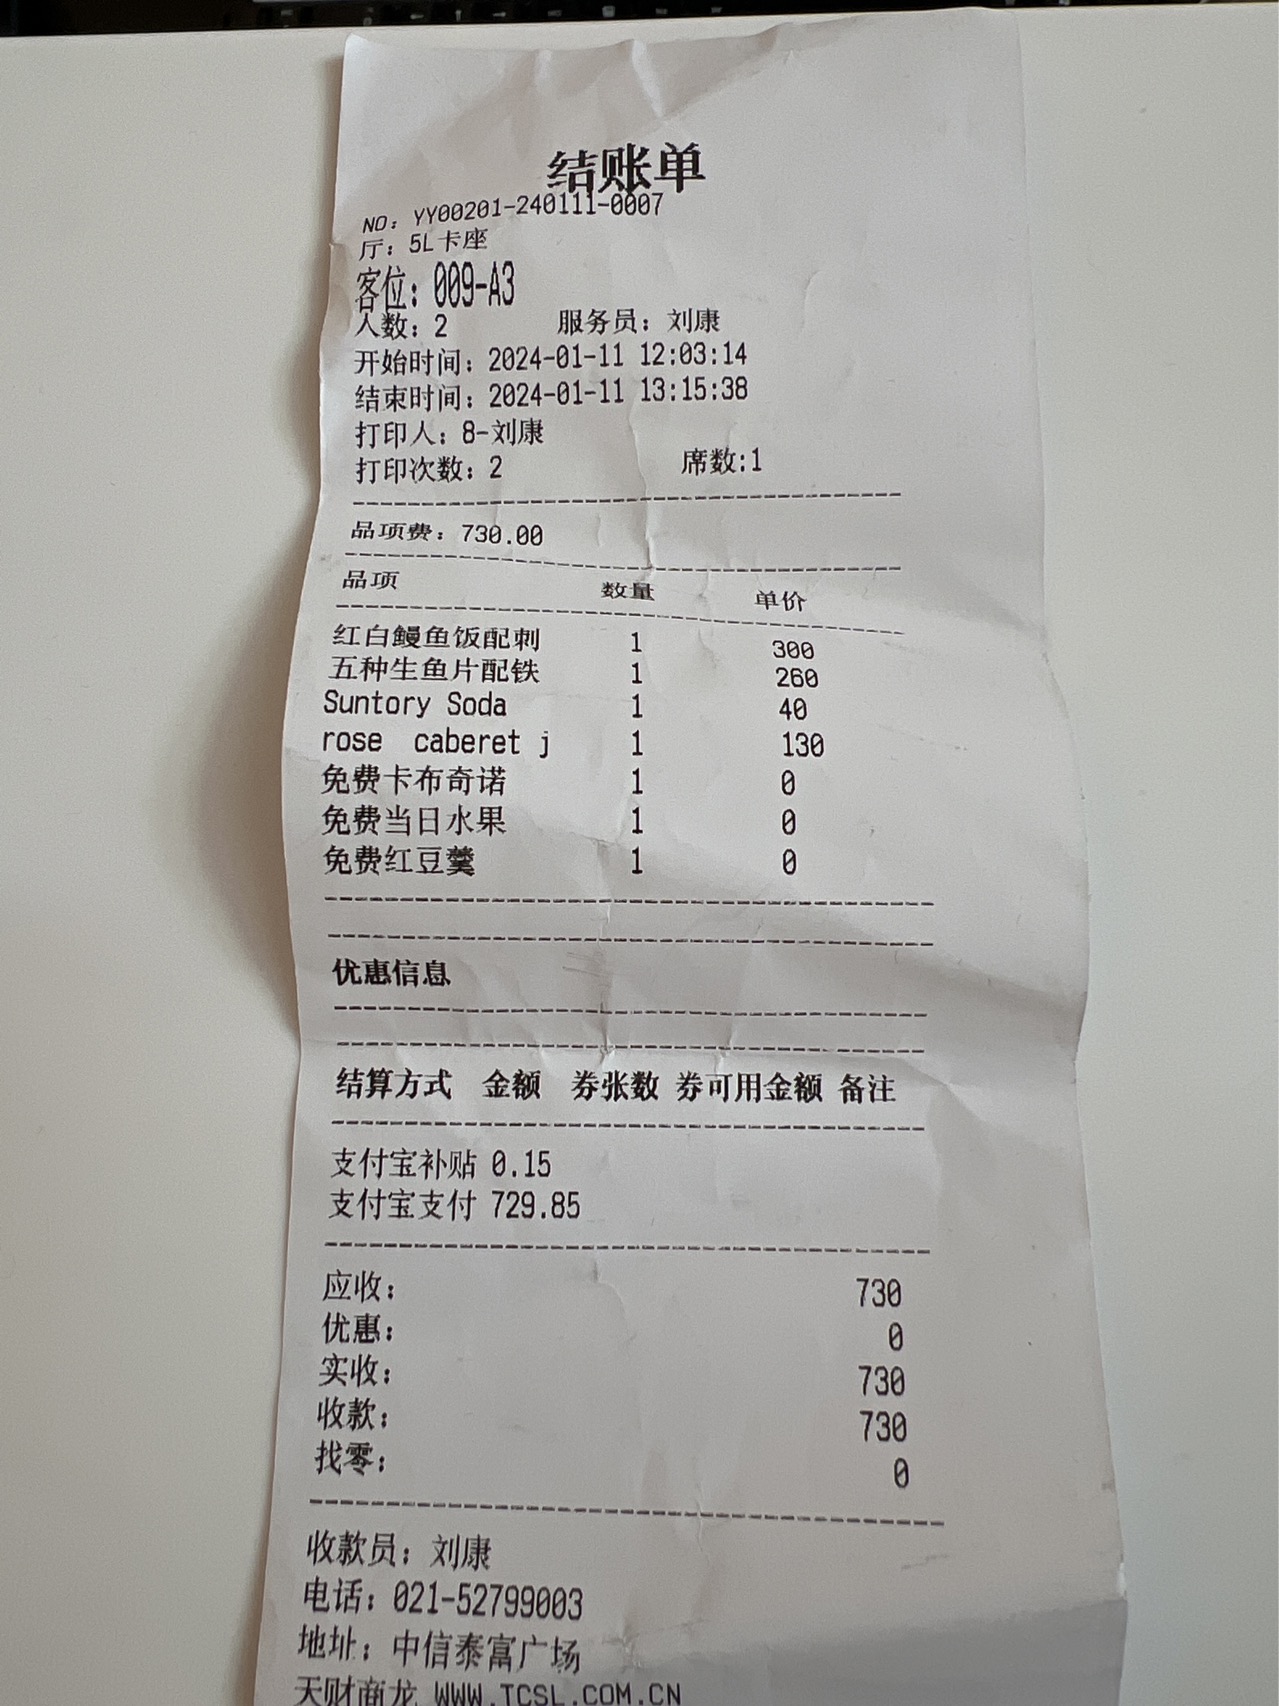 结账单
NO: YY00201-240111-0007
厅: 5L卡座
客位: 009-A3
人数: 2 服务员: 刘康
开始时间: 2024-01-11 12:03:14
结束时间: 2024-01-11 13:15:38
打印人: 8-刘康
打印次数: 2 席数:1
品项费: 730.00
品项 数量 单价
红白鳗鱼饭配刺 1 300
五种生鱼片配铁 1 260
Suntory Soda 1 40
rose caberet j 1 130
免费卡布奇诺 1 0
免费当日水果 1 0
免费红豆羹 1 0
优惠信息
结算方式 金额 券张数 券可用金额 备注
支付宝补贴 0.15
支付宝支付 729.85
应收: 730
优惠: 0
实收: 730
收款: 730
找零: 0
收款员: 刘康
电话: 021-52799003
地址: 中信泰富广场
天财商龙 WWW.TCSL.COM.CN